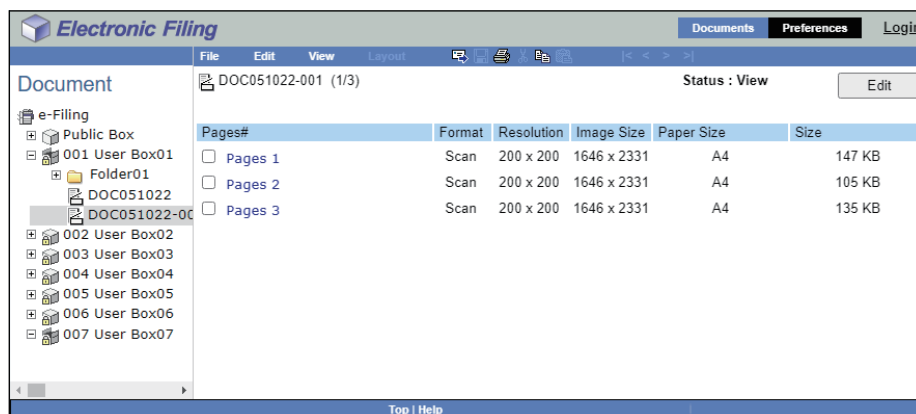 Electronic Filing Documents Preferences Login
File Edit View Layout |< < > >|
Document
DOC051022-001 (1/3) Status : View Edit
e-Filing
Public Box
001 User Box01
Folder01
DOC051022
DOC051022-00
002 User Box02
003 User Box03
004 User Box04
005 User Box05
006 User Box06
007 User Box07
Pages# Format Resolution Image Size Paper Size Size
Pages 1 Scan 200 x 200 1646 x 2331 A4 147 KB
Pages 2 Scan 200 x 200 1646 x 2331 A4 105 KB
Pages 3 Scan 200 x 200 1646 x 2331 A4 135 KB
Top | Help